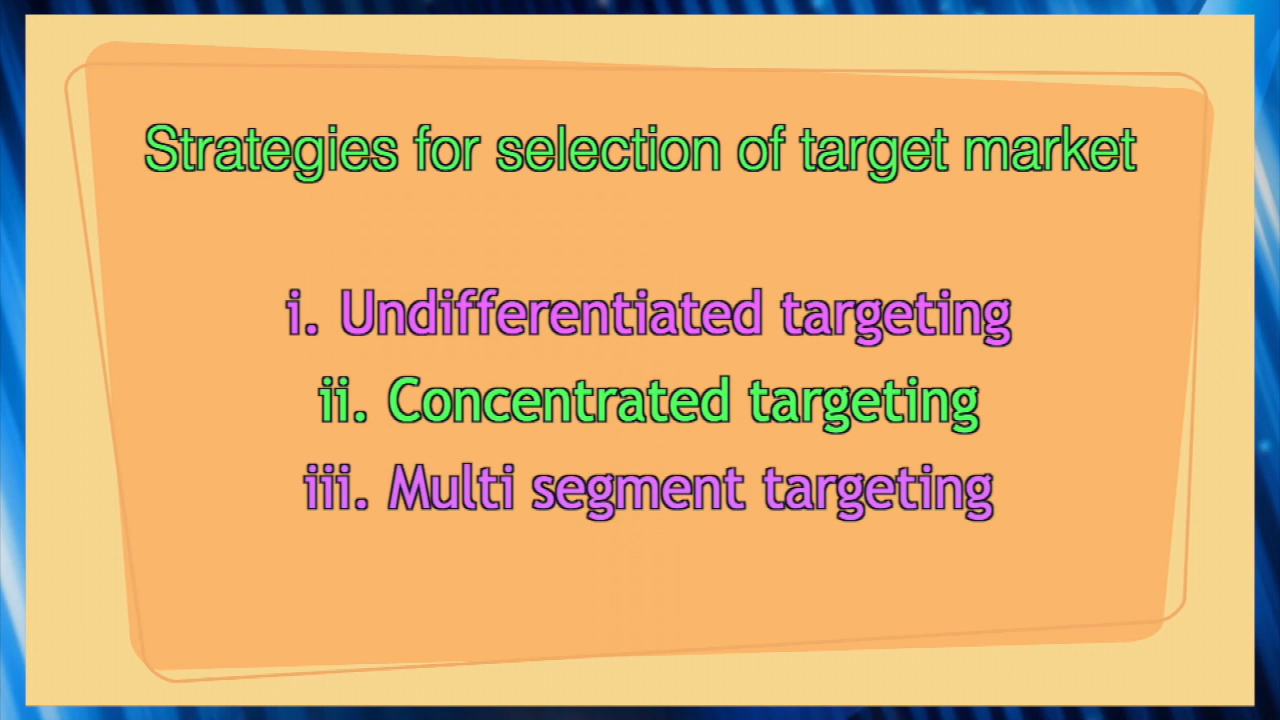 Strategies for selection of target market
i. Undifferentiated targeting
ii. Concentrated targeting
iii. Multi segment targeting